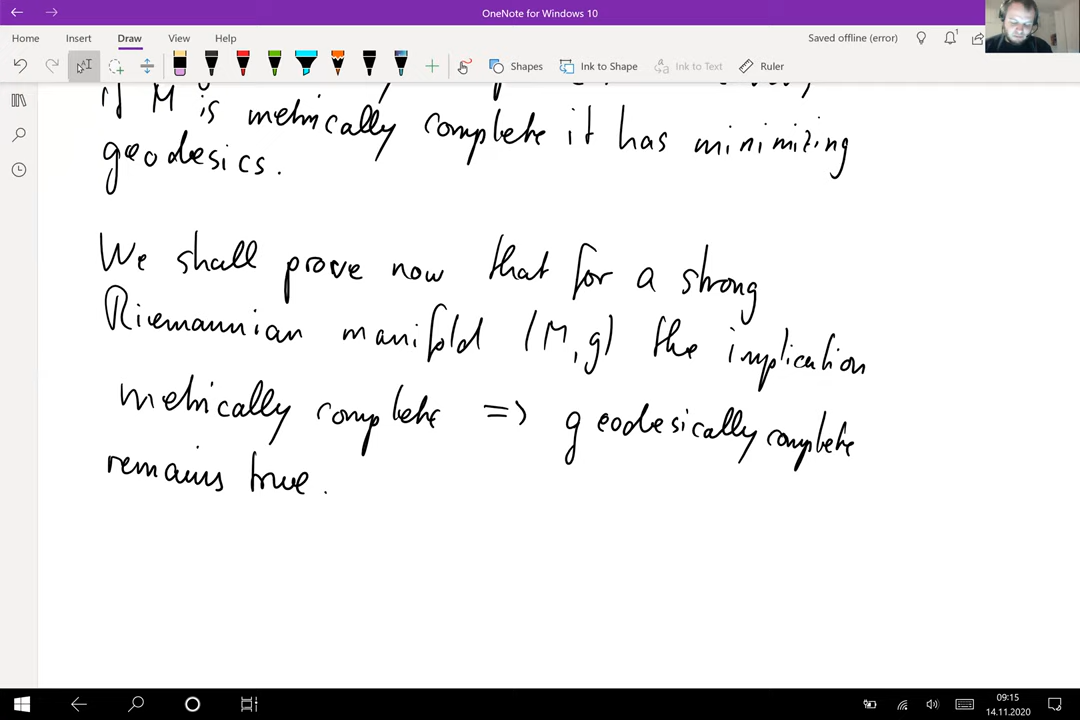 OneNote for Windows 10
Home Insert Draw View Help
Saved offline (error)
Shapes Ink to Shape Ink to Text Ruler
if M is metrically complete it has minimizing
geodesics.
We shall prove now that for a strong
Riemannian manifold (M,g) the implication
metrically complete => geodesically complete
remains true.
09:15
14.11.2020